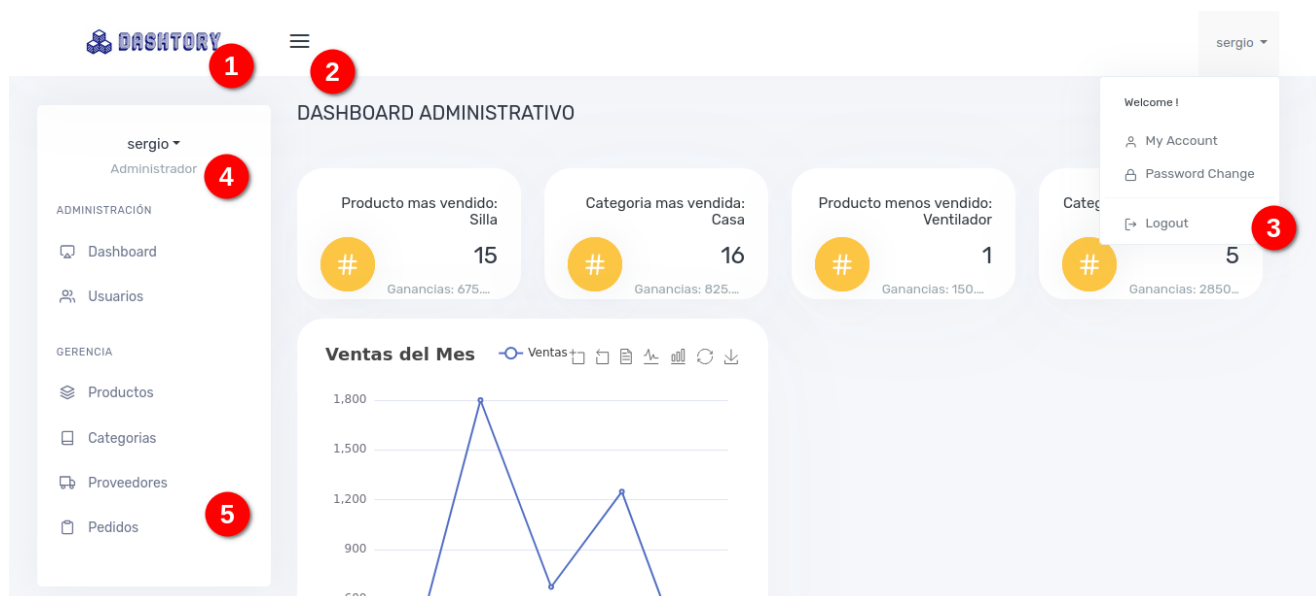 DASHTORY
1
2
sergio
Welcome !
My Account
Password Change
Logout
3
sergio
Administrador
4
ADMINISTRACIÓN
Dashboard
Usuarios
GERENCIA
Productos
Categorias
Proveedores
Pedidos
5
DASHBOARD ADMINISTRATIVO
Producto mas vendido:
Silla
15
Ganancias: 675....
Categoria mas vendida:
Casa
16
Ganancias: 825....
Producto menos vendido:
Ventilador
1
Ganancias: 150....
5
Ganancias: 2850...
Ventas del Mes
Ventas
1,800
1,500
1,200
900